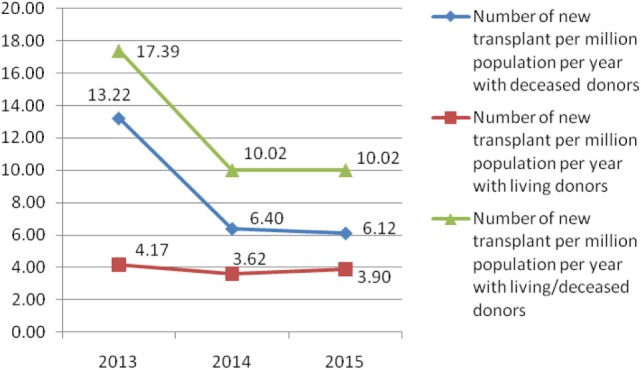 20.00
18.00
16.00
14.00
12.00
10.00
8.00
6.00
4.00
2.00
0.00
17.39
13.22
10.02
10.02
6.40
6.12
4.17
3.62
3.90
2013 2014 2015
Number of new
transplant per million
population per year
with deceased donors
Number of new
transplant per million
population per year
with living donors
Number of new
transplant per million
population per year
with living/deceased
donors